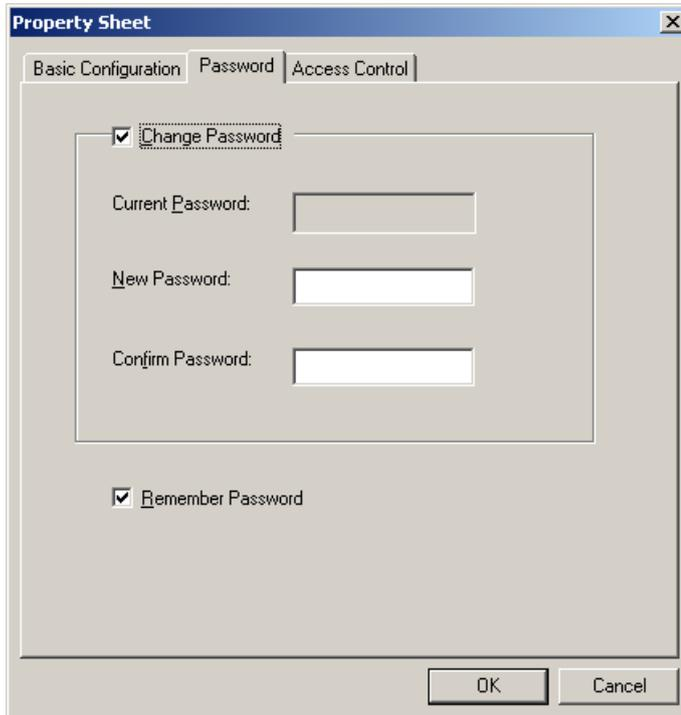 Property Sheet
Basic Configuration Password Access Control
Change Password
Current Password:
New Password:
Confirm Password:
Remember Password
OK Cancel